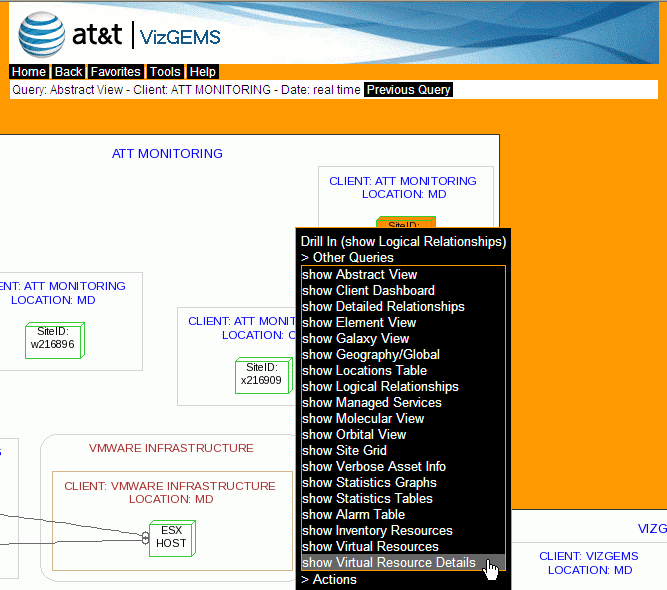 at&t VizGEMS
Home Back Favorites Tools Help
Query: Abstract View - Client: ATT MONITORING - Date: real time Previous Query
ATT MONITORING
CLIENT: ATT MONITORING
LOCATION: MD
SiteID:
ENT: ATT MONITORING
LOCATION: MD
SiteID:
w216896
CLIENT: ATT MONIT
LOCATION:
SiteID:
x216909
VMWARE INFRASTRUCTURE
CLIENT: VMWARE INFRASTRUCTURE
LOCATION: MD
ESX
HOST
Drill In (show Logical Relationships)
> Other Queries
show Abstract View
show Client Dashboard
show Detailed Relationships
show Element View
show Galaxy View
show Geography/Global
show Locations Table
show Logical Relationships
show Managed Services
show Molecular View
show Orbital View
show Site Grid
show Verbose Asset Info
show Statistics Graphs
show Statistics Tables
show Alarm Table
show Inventory Resources
show Virtual Resources
show Virtual Resource Details
> Actions
VIZG
CLIENT: VIZGEMS
LOCATION: MD